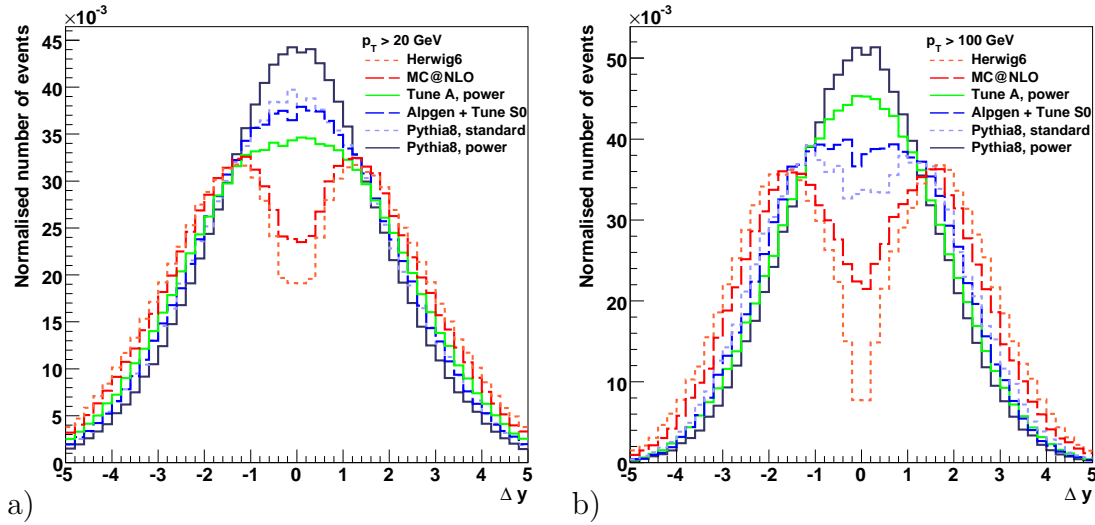 ×10⁻³
p_T > 20 GeV
Herwig6
MC@NLO
Tune A, power
Alpgen + Tune S0
Pythia8, standard
Pythia8, power
Normalised number of events
45
40
35
30
25
20
15
10
5
0
-5 -4 -3 -2 -1 0 1 2 3 4 5
Δ y
a)
×10⁻³
p_T > 100 GeV
Herwig6
MC@NLO
Tune A, power
Alpgen + Tune S0
Pythia8, standard
Pythia8, power
Normalised number of events
50
40
30
20
10
0
-5 -4 -3 -2 -1 0 1 2 3 4 5
Δ y
b)